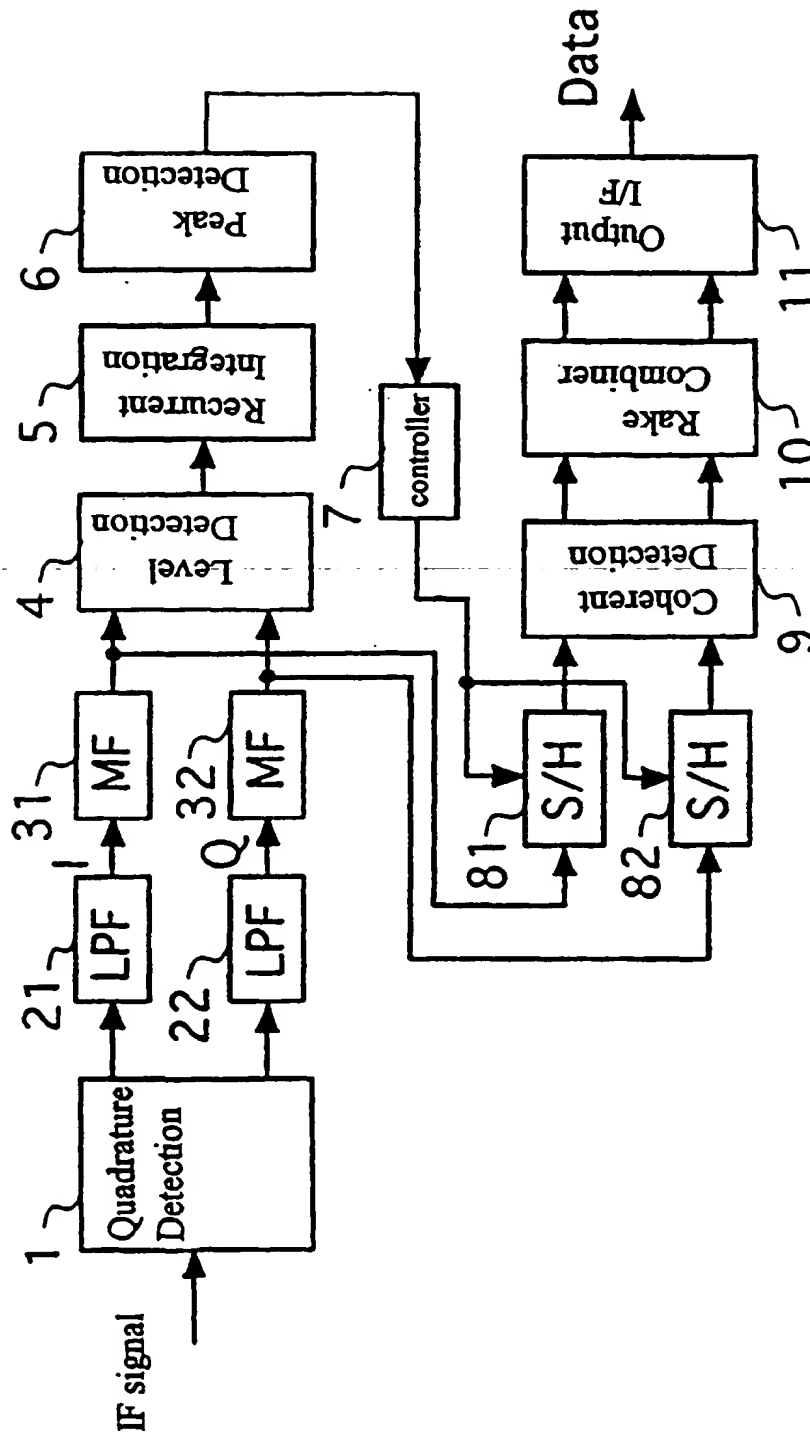 IF signal
1
Quadrature
Detection
21
LPF
22
LPF
I
Q
31
MF
32
MF
4
Level
Detection
5
Recurrent
Integration
6
Peak
Detection
7
controller
81
S/H
82
S/H
9
Coherent
Detection
10
Rake
Combiner
11
Output
I/F
Data